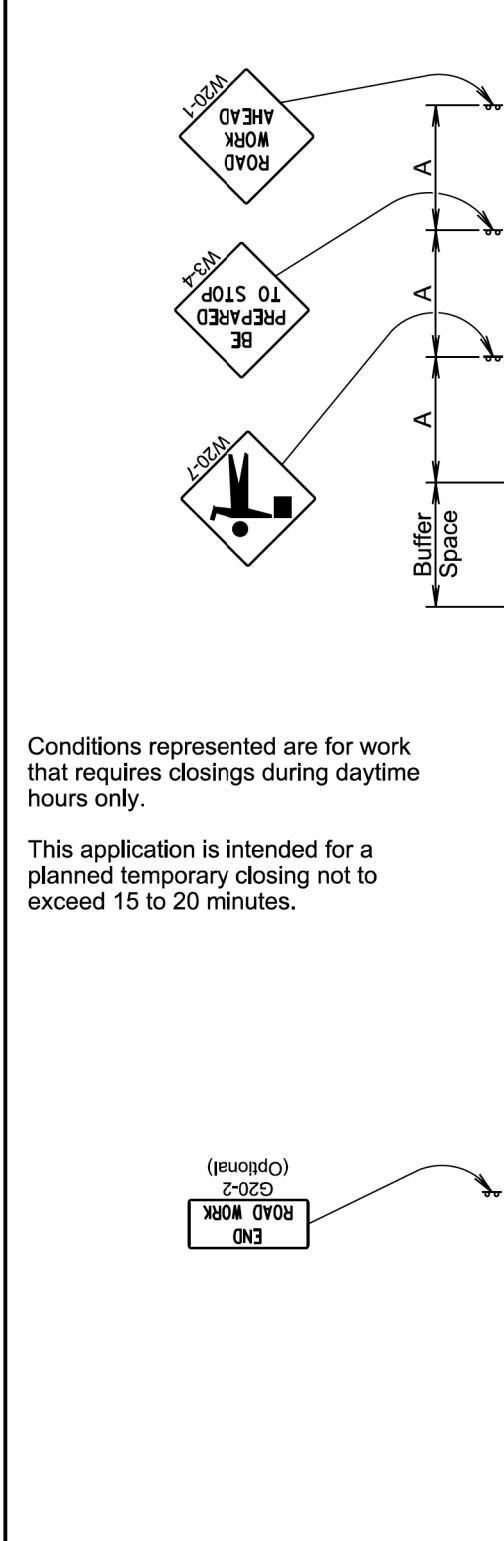 W20-1
ROAD
WORK
AHEAD
A
W3-4
BE
PREPARED
TO STOP
A
W20-7
A
Buffer
Space
Conditions represented are for work
that requires closings during daytime
hours only.
This application is intended for a
planned temporary closing not to
exceed 15 to 20 minutes.
END
ROAD WORK
G20-2
(Optional)